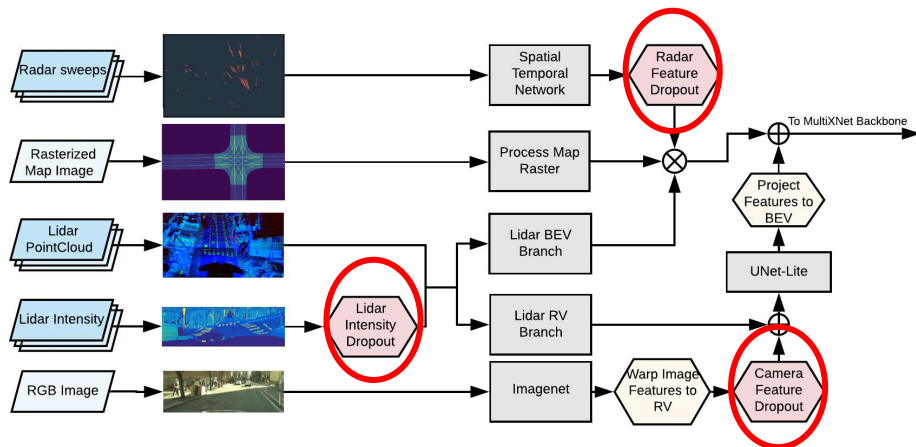 Radar sweeps
Spatial
Temporal
Network
Radar
Feature
Dropout
To MultiXNet Backbone
Rasterized
Map Image
Process Map
Raster
Project
Features to
BEV
Lidar
PointCloud
Lidar BEV
Branch
UNet-Lite
Lidar Intensity
Lidar
Intensity
Dropout
Lidar RV
Branch
RGB Image
Imagenet
Warp Image
Features to
RV
Camera
Feature
Dropout